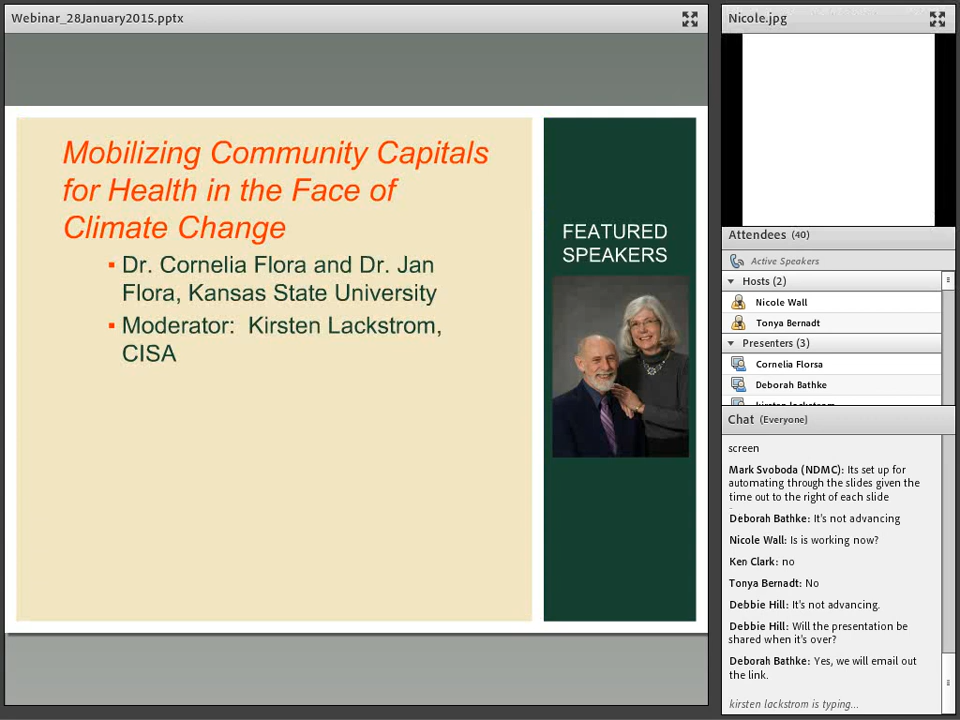 Webinar_28January2015.pptx
Mobilizing Community Capitals
for Health in the Face of
Climate Change
▪ Dr. Cornelia Flora and Dr. Jan
Flora, Kansas State University
▪ Moderator: Kirsten Lackstrom,
CISA
FEATURED
SPEAKERS
Nicole.jpg
Attendees (40)
Active Speakers
Hosts (2)
Nicole Wall
Tonya Bernadt
Presenters (3)
Cornelia Florsa
Deborah Bathke
kirsten lackstrom
Chat (Everyone)
screen
Mark Svoboda (NDMC): Its set up for
automating through the slides given the
time out to the right of each slide
Deborah Bathke: It's not advancing
Nicole Wall: Is is working now?
Ken Clark: no
Tonya Bernadt: No
Debbie Hill: It's not advancing.
Debbie Hill: Will the presentation be
shared when it's over?
Deborah Bathke: Yes, we will email out
the link.
kirsten lackstrom is typing...